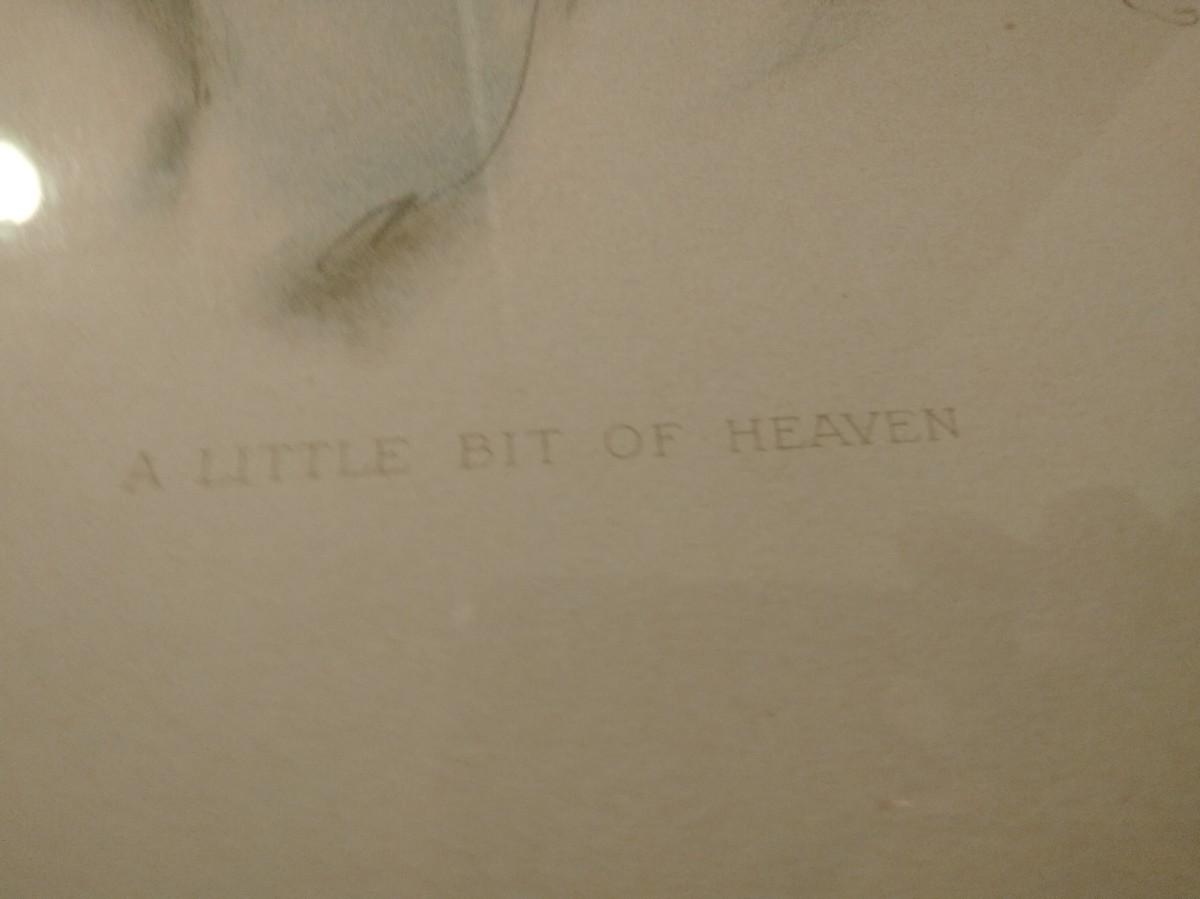 A LITTLE BIT OF HEAVEN